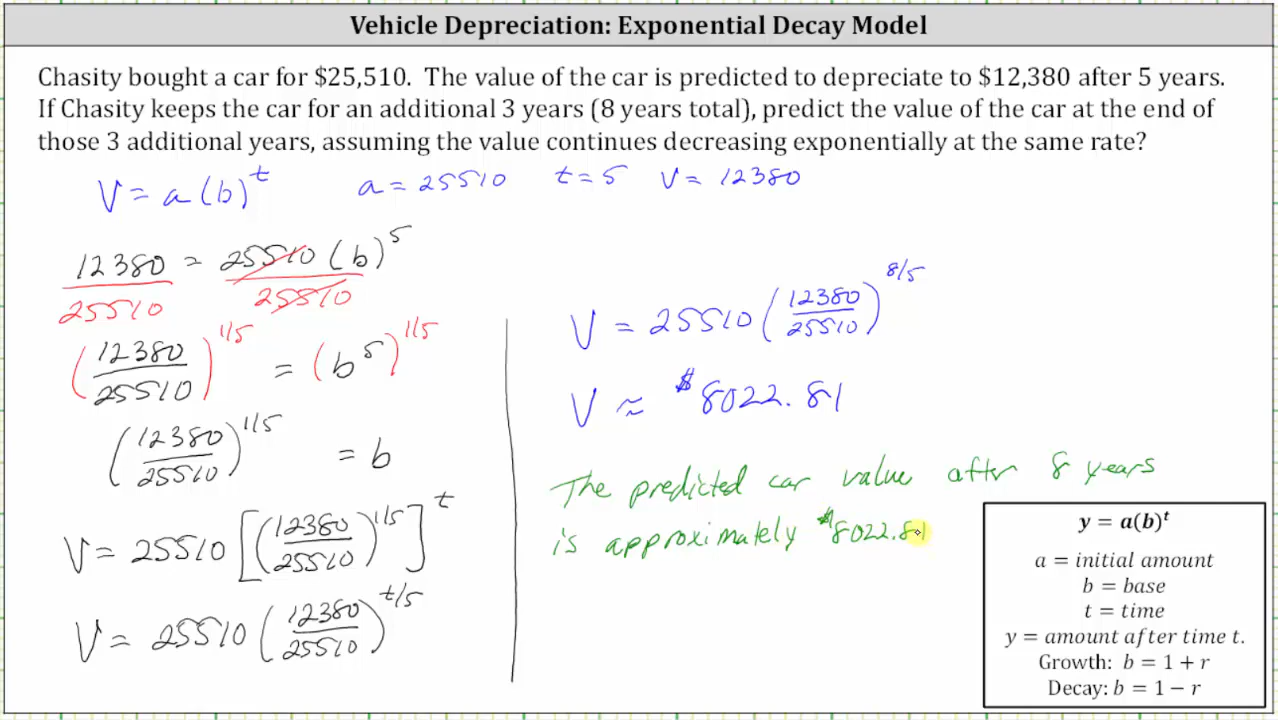 Vehicle Depreciation: Exponential Decay Model
Chasity bought a car for $25,510. The value of the car is predicted to depreciate to $12,380 after 5 years.
If Chasity keeps the car for an additional 3 years (8 years total), predict the value of the car at the end of
those 3 additional years, assuming the value continues decreasing exponentially at the same rate?
V = a(b)^t a = 25510 t = 5 V = 12380
12380/25510 = 25510(b)^5/25510
(12380/25510)^1/5 = (b^5)^1/5
(12380/25510)^1/5 = b
V = 25510[(12380/25510)^1/5]^t
V = 25510(12380/25510)^t/5
V = 25510(12380/25510)^8/5
V ≈ $8022.81
The predicted car value after 8 years
is approximately $8022.81
y = a(b)^t
a = initial amount
b = base
t = time
y = amount after time t.
Growth: b = 1 + r
Decay: b = 1 − r